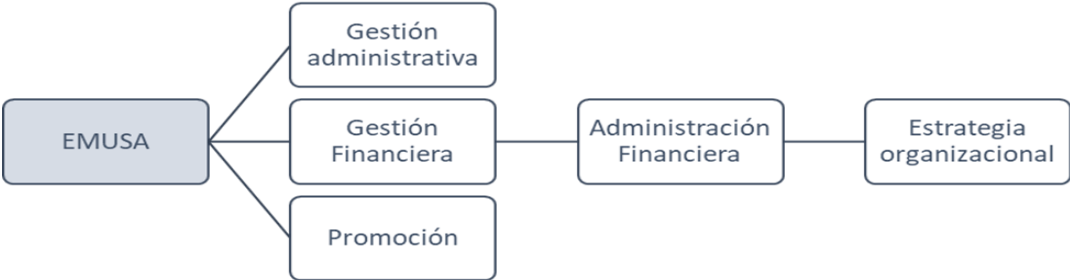 Gestión
administrativa
EMUSA
Gestión
Financiera
Administración
Financiera
Estrategia
organizacional
Promoción